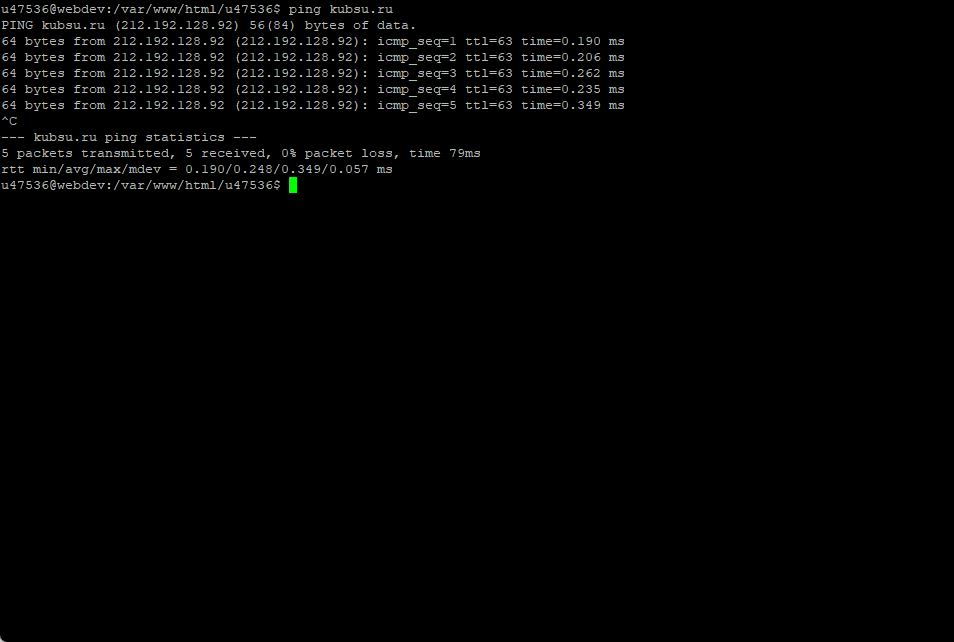 u47536@webdev:/var/www/html/u47536$ ping kubsu.ru
PING kubsu.ru (212.192.128.92) 56(84) bytes of data.
64 bytes from 212.192.128.92 (212.192.128.92): icmp_seq=1 ttl=63 time=0.190 ms
64 bytes from 212.192.128.92 (212.192.128.92): icmp_seq=2 ttl=63 time=0.206 ms
64 bytes from 212.192.128.92 (212.192.128.92): icmp_seq=3 ttl=63 time=0.262 ms
64 bytes from 212.192.128.92 (212.192.128.92): icmp_seq=4 ttl=63 time=0.235 ms
64 bytes from 212.192.128.92 (212.192.128.92): icmp_seq=5 ttl=63 time=0.349 ms
^C
--- kubsu.ru ping statistics ---
5 packets transmitted, 5 received, 0% packet loss, time 79ms
rtt min/avg/max/mdev = 0.190/0.248/0.349/0.057 ms
u47536@webdev:/var/www/html/u47536$